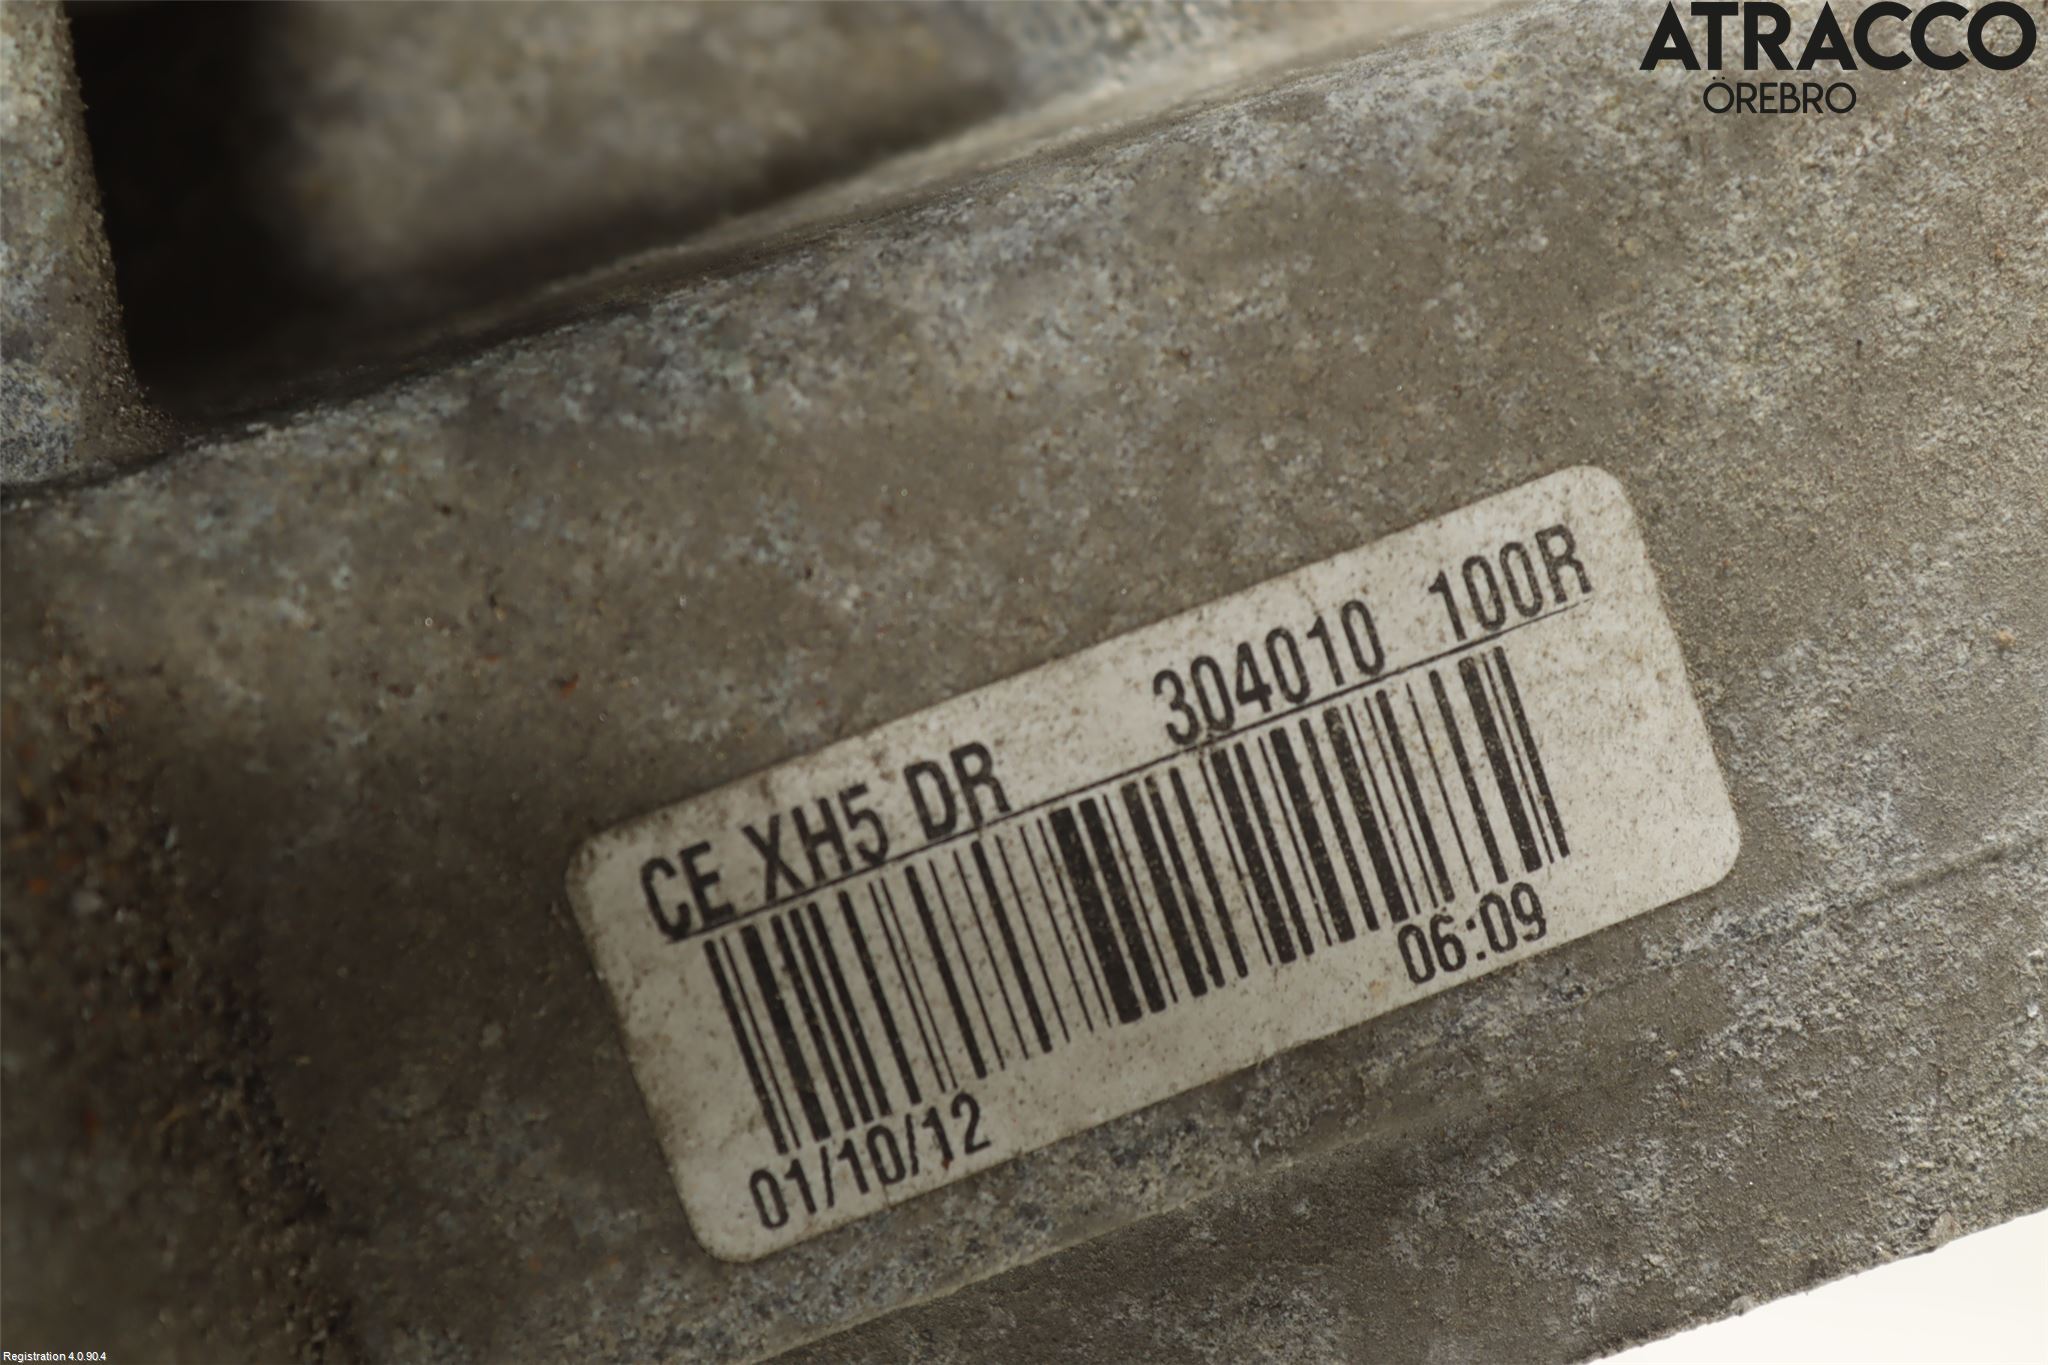 ATRACCO
ÖREBRO
CE XH5 DR 304010 100R
01/10/12 06:09
Registration 4.0.90.4